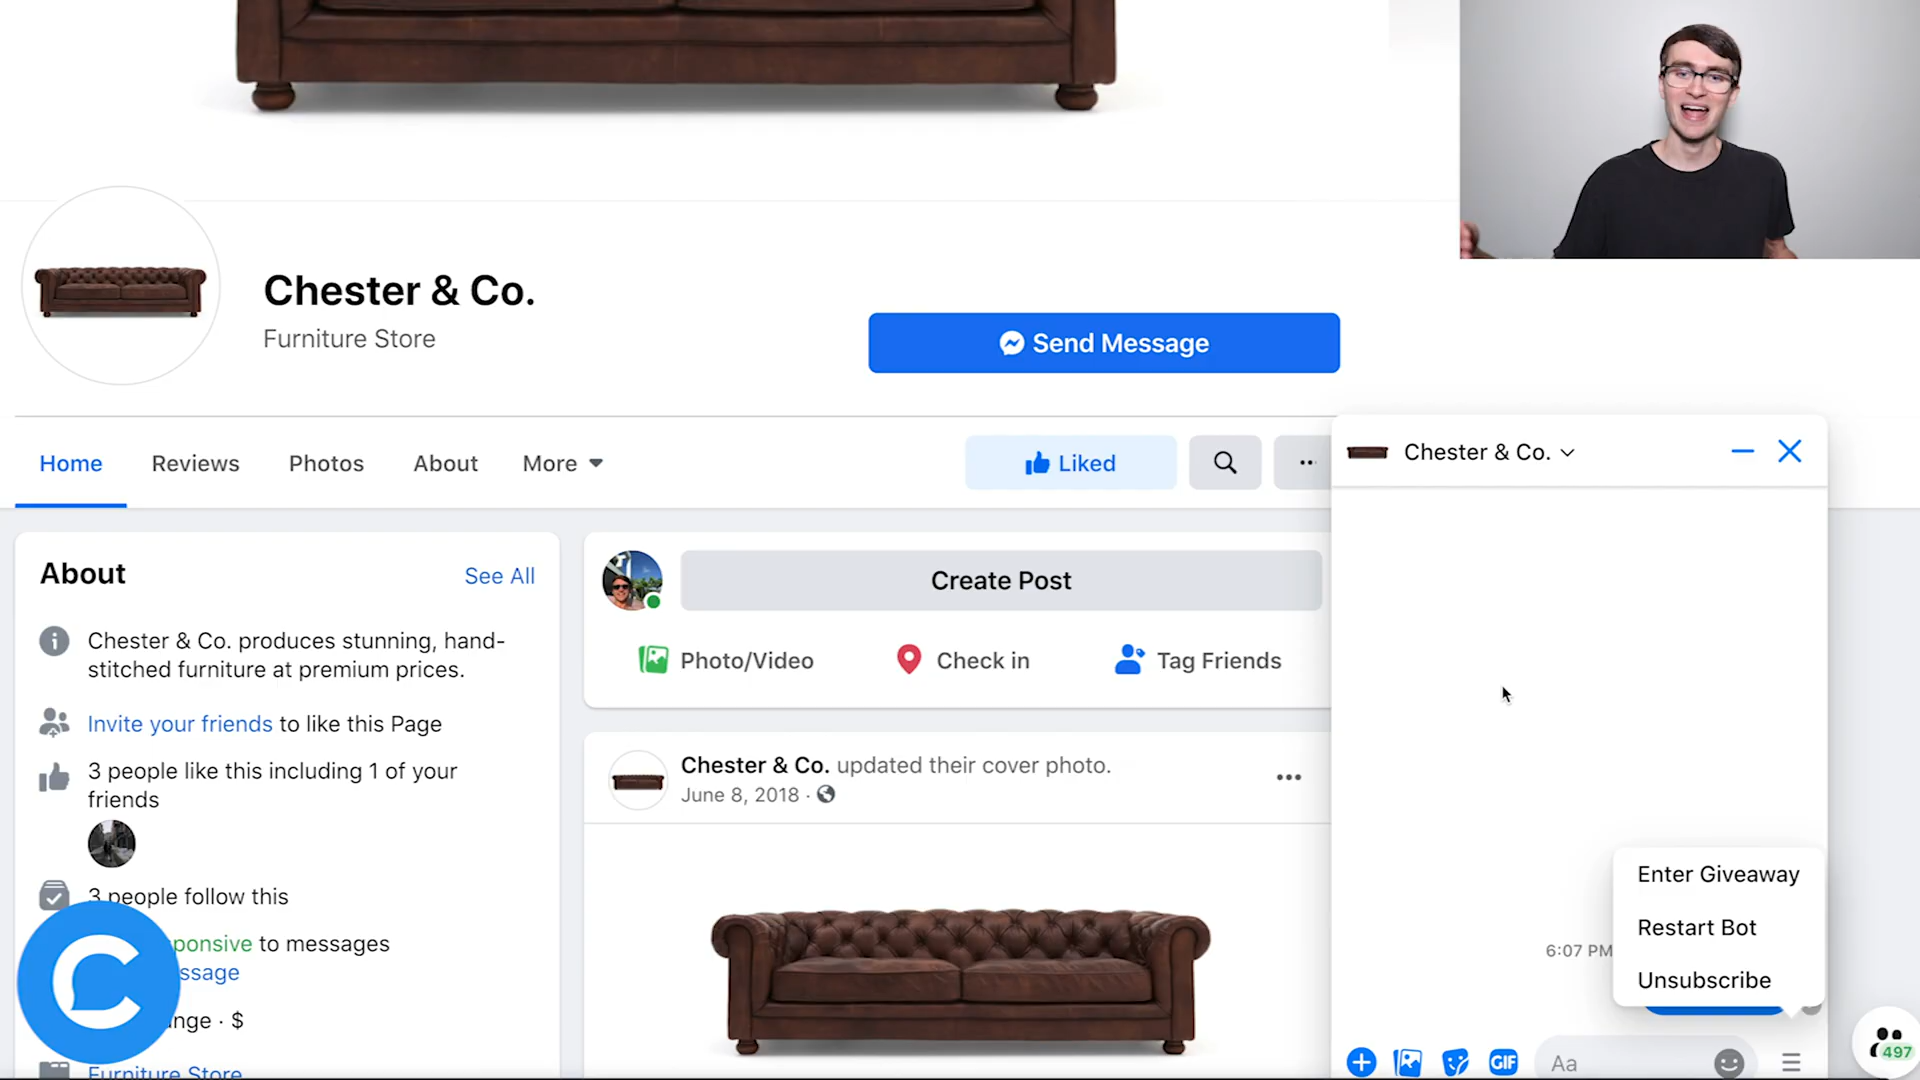 Chester & Co.
Furniture Store
Send Message
Home
Reviews
Photos
About
More
Liked
Chester & Co.
About
See All
Create Post
Chester & Co. produces stunning, hand-
stitched furniture at premium prices.
Photo/Video
Check in
Tag Friends
Invite your friends to like this Page
3 people like this including 1 of your
friends
Chester & Co. updated their cover photo.
June 8, 2018 ·
3 people follow this
to messages
· $
Furniture Store
Enter Giveaway
Restart Bot
6:07 PM
Unsubscribe
GIF
Aa
497